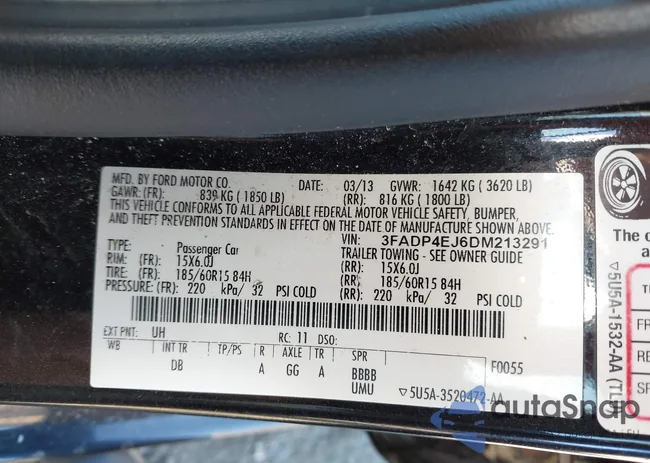 MFD. BY FORD MOTOR CO.
DATE: 03/13 GVWR: 1642 KG ( 3620 LB)
GAWR: (FR): 839 KG ( 1850 LB) (RR): 816 KG ( 1800 LB)
THIS VEHICLE CONFORMS TO ALL APPLICABLE FEDERAL MOTOR VEHICLE SAFETY, BUMPER,
AND THEFT PREVENTION STANDARDS IN EFFECT ON THE DATE OF MANUFACTURE SHOWN ABOVE.
VIN: 3FADP4EJ6DM213291
TYPE: Passenger Car TRAILER TOWING - SEE OWNER GUIDE
RIM: (FR): 15X6.0J (RR): 15X6.0J
TIRE: (FR): 185/60R15 84H (RR): 185/60R15 84H
PRESSURE: (FR): 220 kPa/ 32 PSI COLD (RR): 220 kPa/ 32 PSI COLD
EXT PNT: UH RC: 11 DSO:
F0055
WB INT TR TP/PS R AXLE TR SPR
DB A GG A BBBB
UMU ▽5U5A-3520472-AA
The o
a
▽5U5A-1532-AA (TL
FR
RE
SP
autoSnap